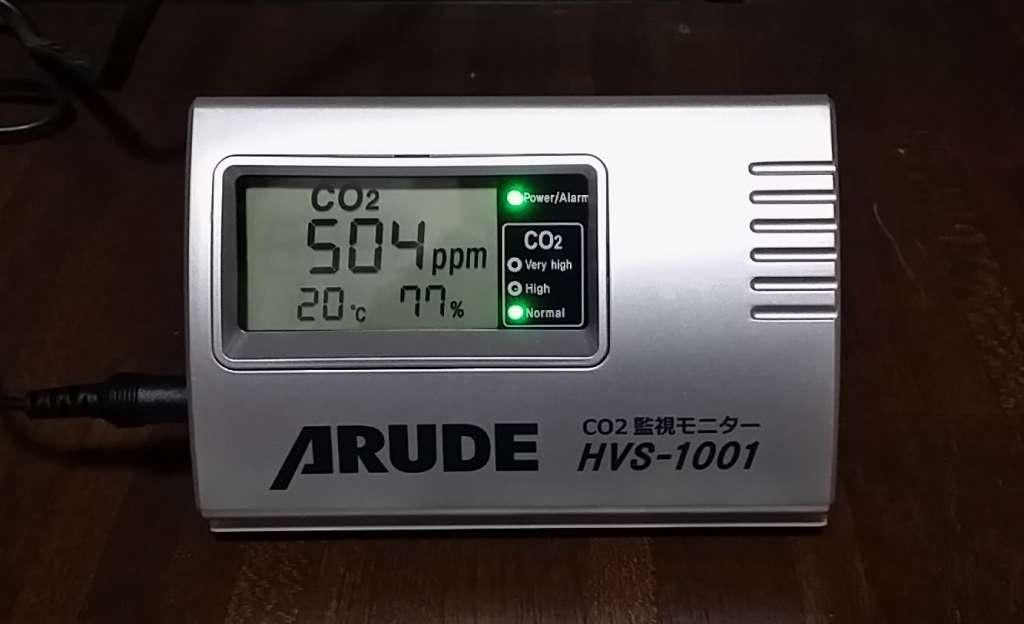 CO2
504 ppm
20 °C 77 %
Power/Alarm
CO2
Very high
High
Normal
ARUDE
CO2 監視モニター
HVS-1001